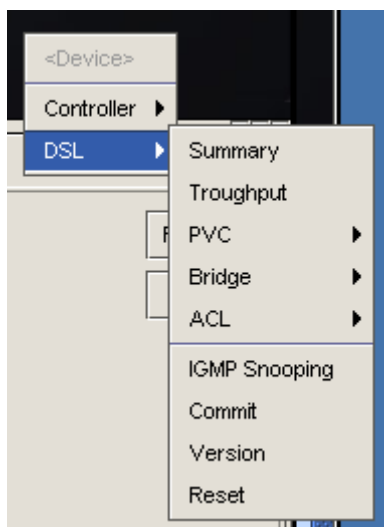 <Device>
Controller
DSL
Summary
Troughput
PVC
Bridge
ACL
IGMP Snooping
Commit
Version
Reset